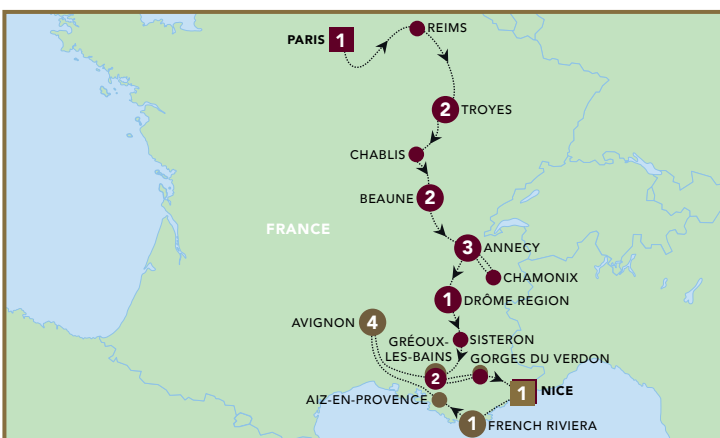 PARIS 1
REIMS
2 TROYES
CHABLIS
BEAUNE 2
FRANCE
3 ANNECY
CHAMONIX
1 DRÔME REGION
AVIGNON 4
SISTERON
GRÉOUX-
LES-BAINS
2
GORGES DU VERDON
1 NICE
AIZ-EN-PROVENCE
1 FRENCH RIVIERA